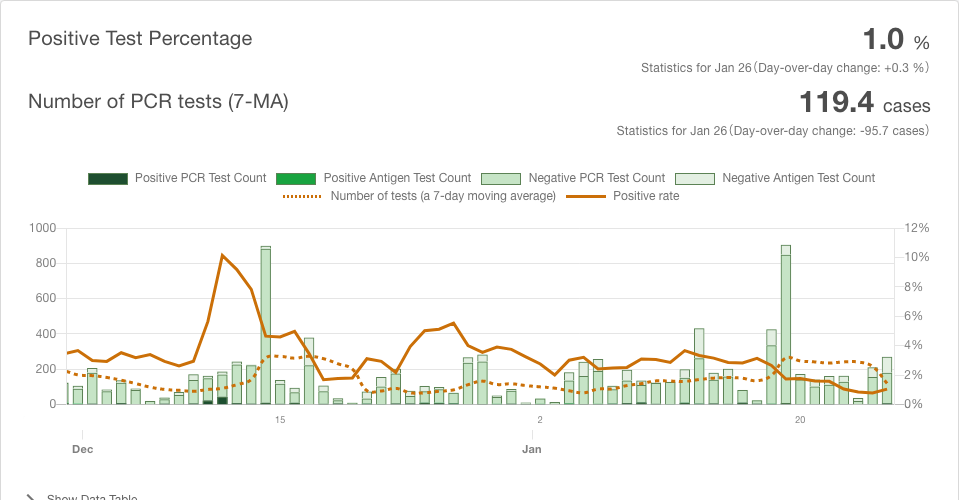 Positive Test Percentage
1.0 %
Statistics for Jan 26 (Day-over-day change: +0.3 %)
Number of PCR tests (7-MA)
119.4 cases
Statistics for Jan 26 (Day-over-day change: -95.7 cases)
Positive PCR Test Count Positive Antigen Test Count Negative PCR Test Count Negative Antigen Test Count
Number of tests (a 7-day moving average) Positive rate
1000 12%
10%
800
8%
600
6%
400
4%
200
2%
0 0%
15 2 20
Dec Jan
Show Data Table